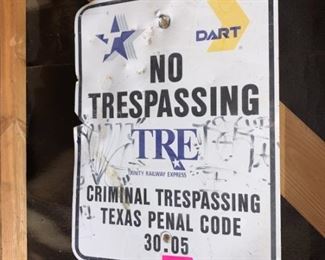 DART
NO
TRESPASSING
TRE
TRINITY RAILWAY EXPRESS
CRIMINAL TRESPASSING
TEXAS PENAL CODE
30.05